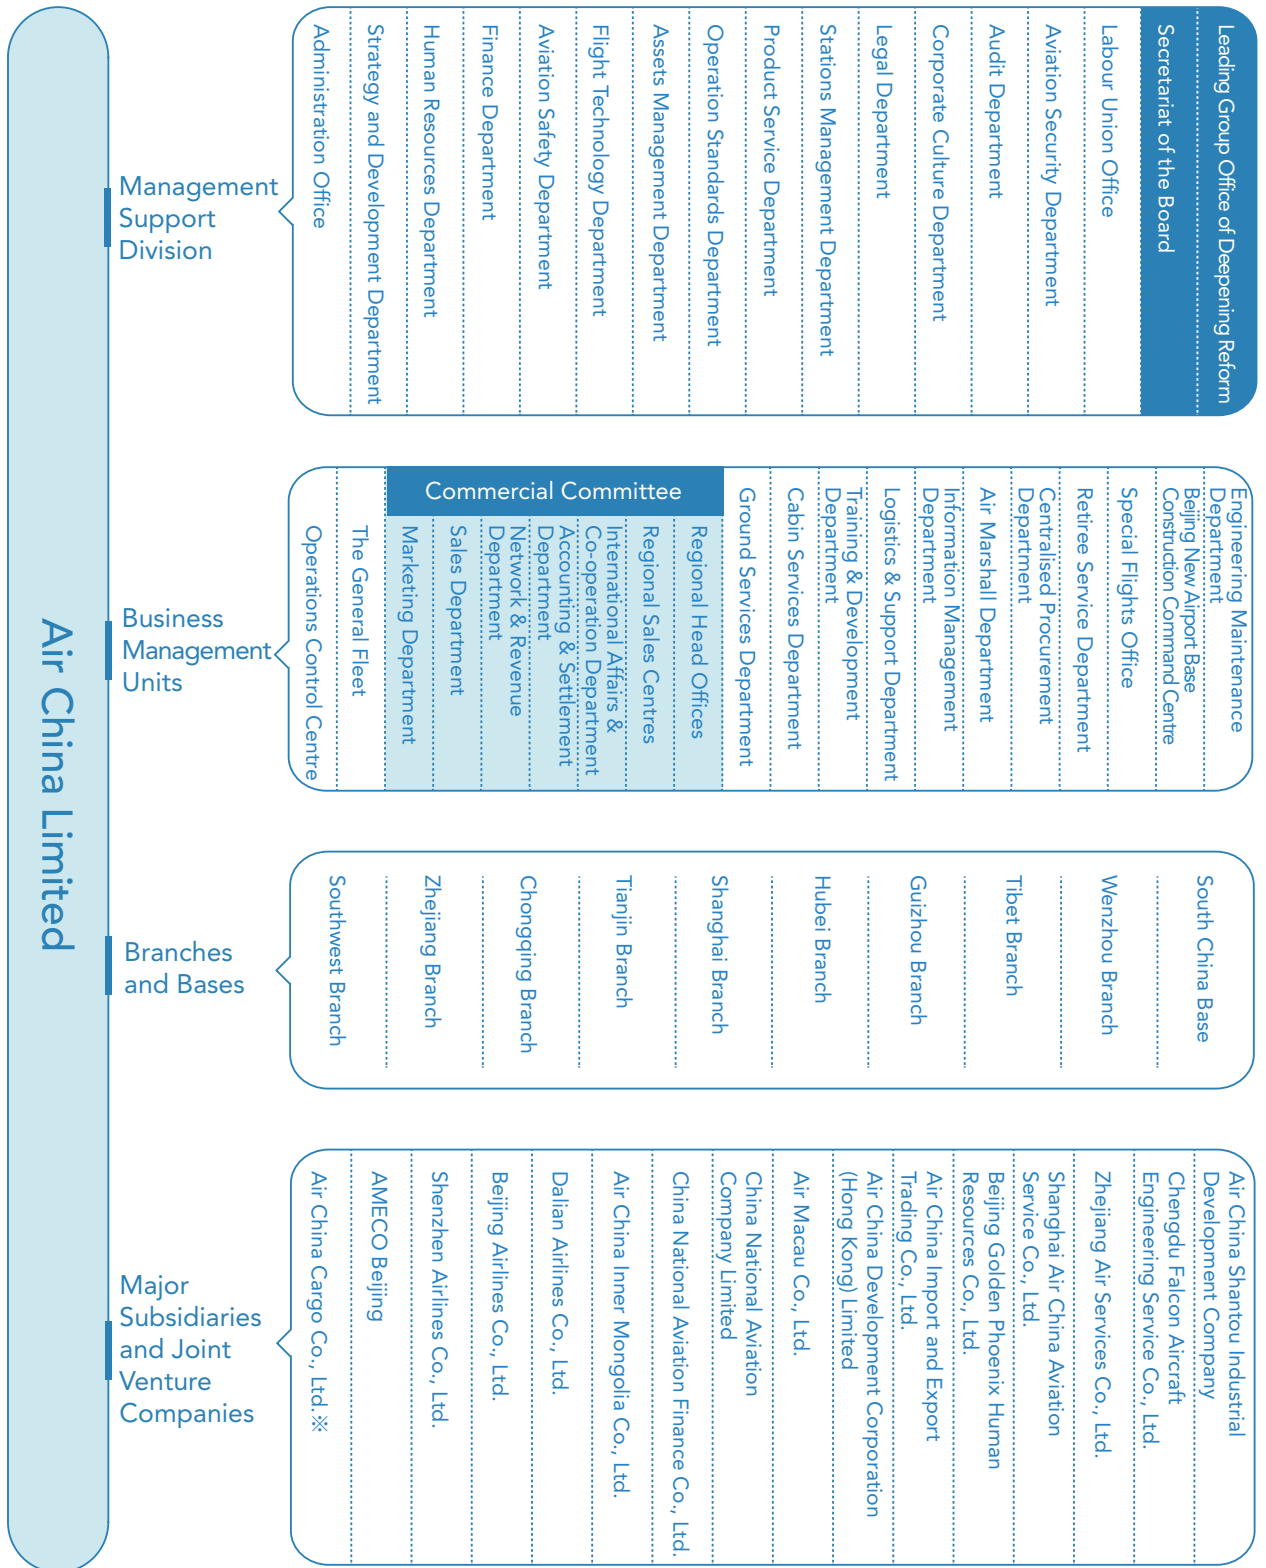 Air China Limited
Management
Support
Division
Administration Office
Strategy and Development Department
Human Resources Department
Finance Department
Aviation Safety Department
Flight Technology Department
Assets Management Department
Operation Standards Department
Product Service Department
Stations Management Department
Legal Department
Corporate Culture Department
Audit Department
Aviation Security Department
Labour Union Office
Secretariat of the Board
Leading Group Office of Deepening Reform
Business
Management
Units
Operations Control Centre
The General Fleet
Commercial Committee
Marketing Department
Sales Department
Network & Revenue
Department
Accounting & Settlement
Department
International Affairs &
Co-operation Department
Regional Sales Centres
Regional Head Offices
Ground Services Department
Cabin Services Department
Training & Development
Department
Logistics & Support Department
Information Management
Department
Air Marshall Department
Centralised Procurement
Department
Retiree Service Department
Special Flights Office
Beijing New Airport Base
Construction Command Centre
Engineering Maintenance
Department
Branches
and Bases
Southwest Branch
Zhejiang Branch
Chongqing Branch
Tianjin Branch
Shanghai Branch
Hubei Branch
Guizhou Branch
Tibet Branch
Wenzhou Branch
South China Base
Major
Subsidiaries
and Joint
Venture
Companies
Air China Cargo Co., Ltd.※
AMECO Beijing
Shenzhen Airlines Co., Ltd.
Beijing Airlines Co., Ltd.
Dalian Airlines Co., Ltd.
Air China Inner Mongolia Co., Ltd.
China National Aviation Finance Co., Ltd.
China National Aviation
Company Limited
Air Macau Co., Ltd.
Air China Development Corporation
(Hong Kong) Limited
Air China Import and Export
Trading Co., Ltd.
Beijing Golden Phoenix Human
Resources Co., Ltd.
Shanghai Air China Aviation
Service Co., Ltd.
Zhejiang Air Services Co., Ltd.
Chengdu Falcon Aircraft
Engineering Service Co., Ltd.
Air China Shantou Industrial
Development Company